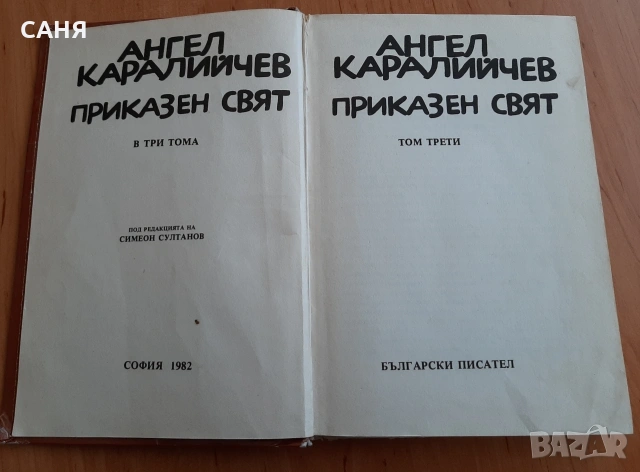 САНЯ
АНГЕЛ
КАРАЛИЙЧЕВ
ПРИКАЗЕН СВЯТ
В ТРИ ТОМА
ПОД РЕДАКЦИЯТА НА
СИМЕОН СУЛТАНОВ
СОФИЯ 1982
АНГЕЛ
КАРАЛИЙЧЕВ
ПРИКАЗЕН СВЯТ
ТОМ ТРЕТИ
БЪЛГАРСКИ ПИСАТЕЛ
BAZAR